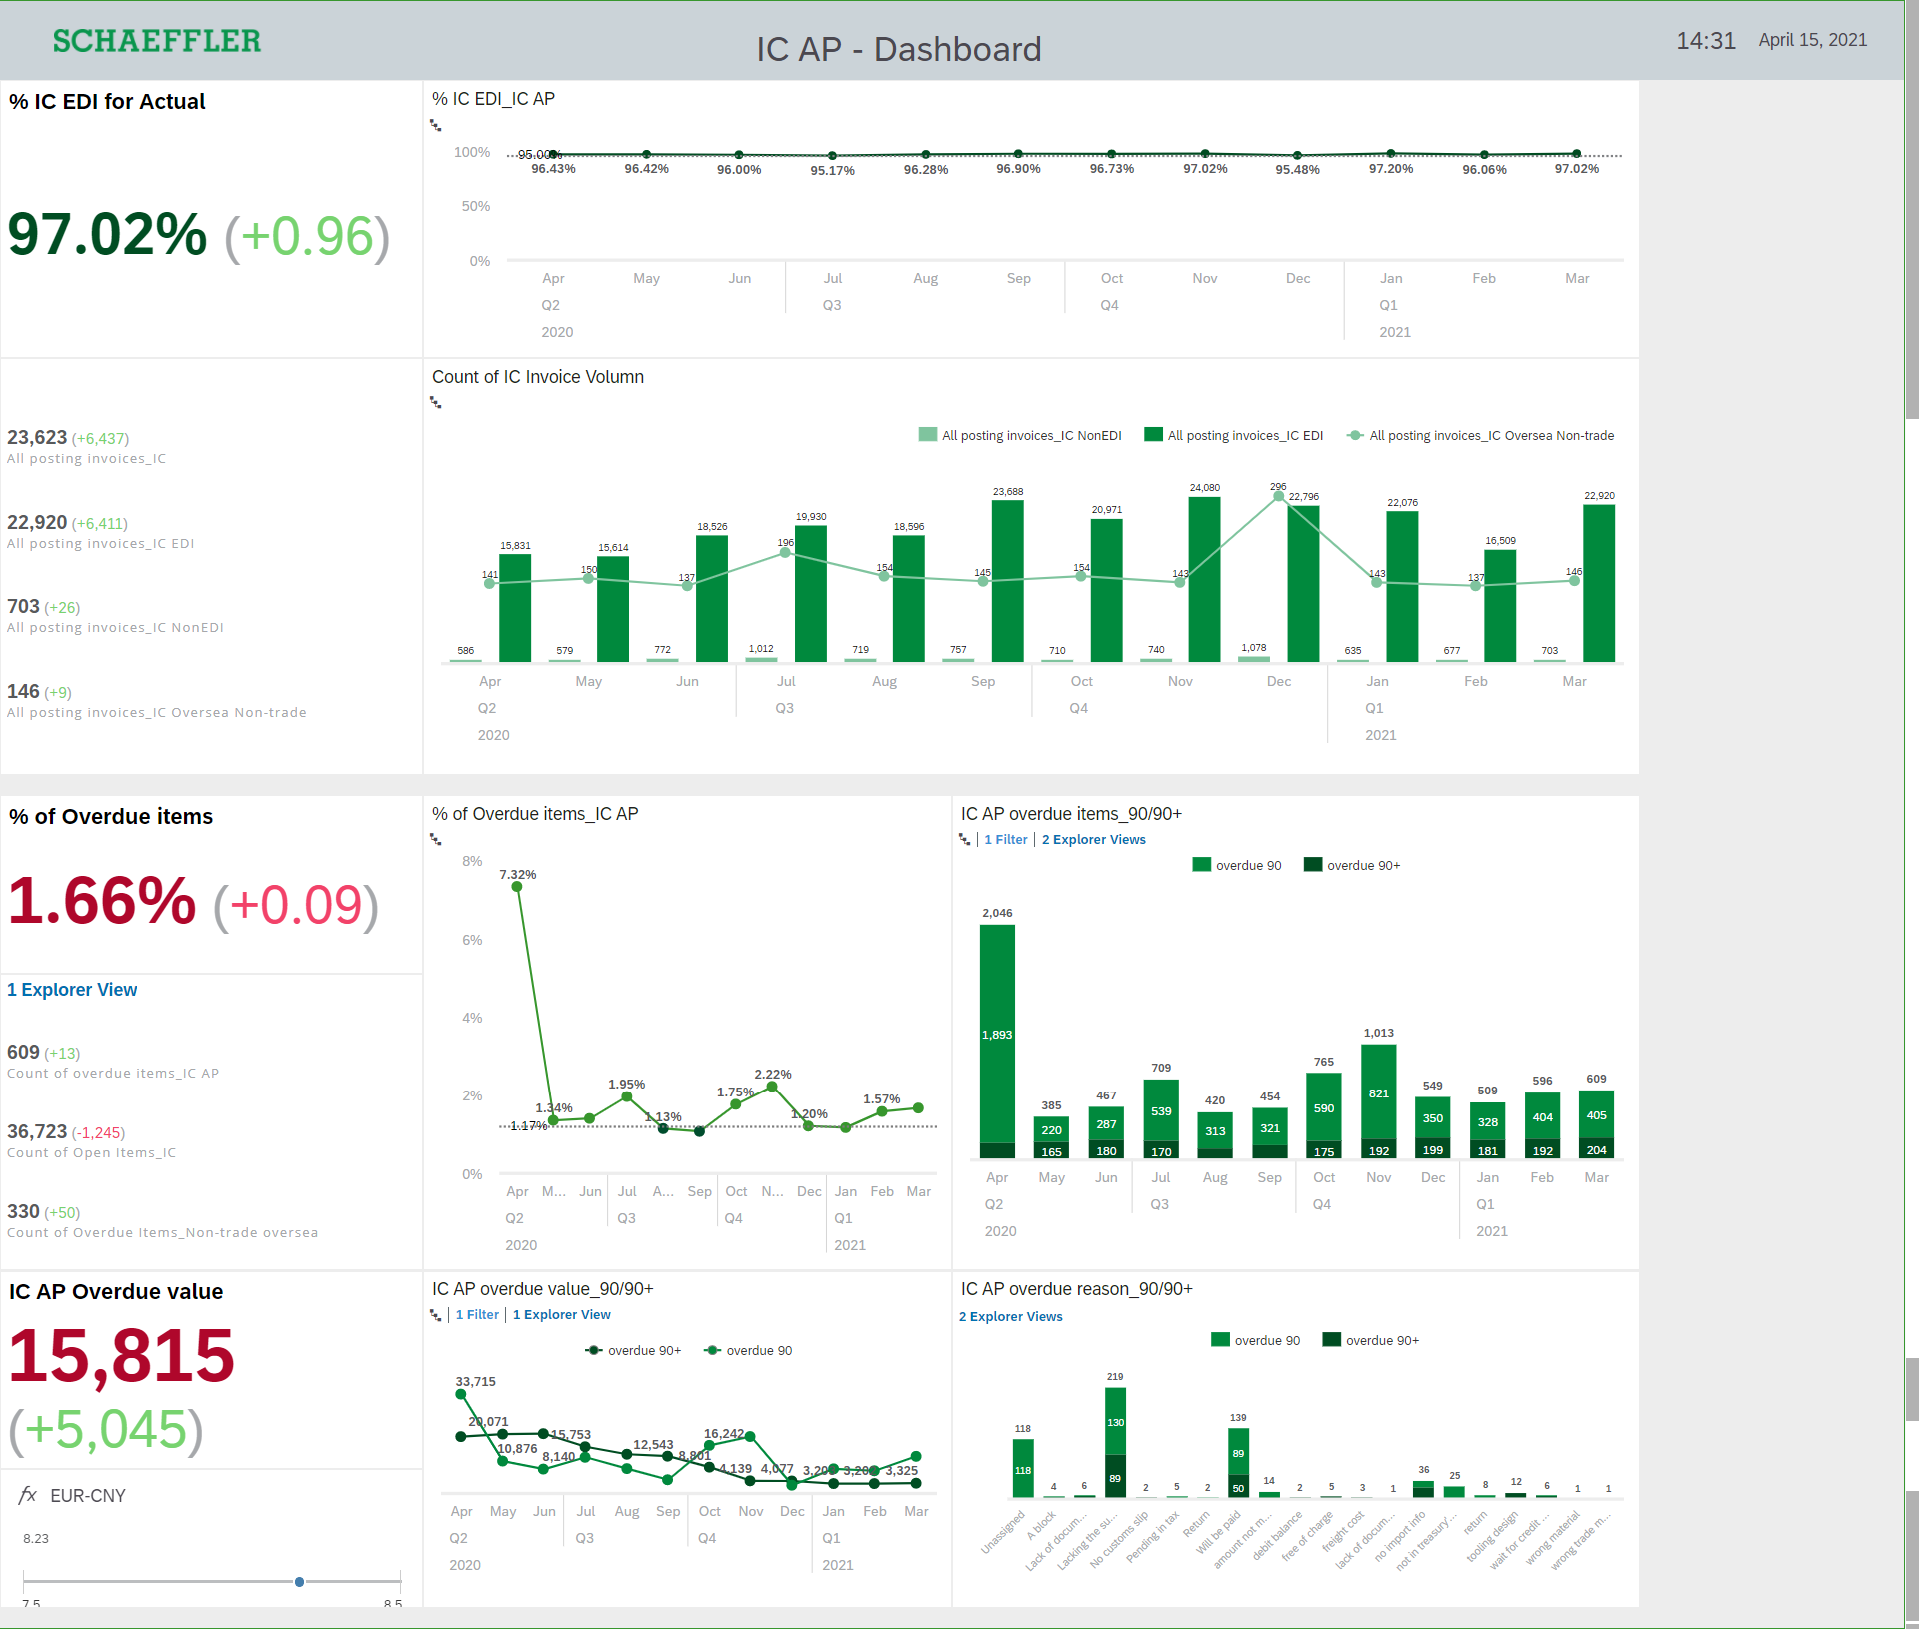 SCHAEFFLER
IC AP - Dashboard
14:31 April 15, 2021
% IC EDI for Actual
97.02% (+0.96)
% IC EDI_IC AP
100%
50%
0%
95.00%
96.43% 96.42% 96.00% 95.17% 96.28% 96.90% 96.73% 97.02% 95.48% 97.20% 96.06% 97.02%
Apr May Jun Jul Aug Sep Oct Nov Dec Jan Feb Mar
Q2 Q3 Q4 Q1
2020 2021
23,623 (+6,437)
All posting invoices_IC
22,920 (+6,411)
All posting invoices_IC EDI
703 (+26)
All posting invoices_IC NonEDI
146 (+9)
All posting invoices_IC Oversea Non-trade
Count of IC Invoice Volumn
All posting invoices_IC NonEDI All posting invoices_IC EDI All posting invoices_IC Oversea Non-trade
15,831 15,614 18,526 19,930 18,596 23,688 20,971 24,080 22,796 22,076 16,509 22,920
141 150 137 196 154 145 154 143 296 143 137 146
586 579 772 1,012 719 757 710 740 1,078 635 677 703
Apr May Jun Jul Aug Sep Oct Nov Dec Jan Feb Mar
Q2 Q3 Q4 Q1
2020 2021
% of Overdue items
1.66% (+0.09)
1 Explorer View
609 (+13)
Count of overdue items_IC AP
36,723 (-1,245)
Count of Open Items_IC
330 (+50)
Count of Overdue Items_Non-trade oversea
% of Overdue items_IC AP
8%
6%
4%
2%
0%
7.32% 1.34% 1.95% 1.13% 1.75% 2.22% 1.20% 1.57%
1.17%
Apr M... Jun Jul A... Sep Oct N... Dec Jan Feb Mar
Q2 Q3 Q4 Q1
2020 2021
IC AP overdue items_90/90+
1 Filter 2 Explorer Views
overdue 90 overdue 90+
2,046 385 467 709 420 454 765 1,013 549 509 596 609
1,893 220 287 539 313 321 590 821 350 328 404 405
165 180 170 175 192 199 181 192 204
Apr May Jun Jul Aug Sep Oct Nov Dec Jan Feb Mar
Q2 Q3 Q4 Q1
2020 2021
IC AP Overdue value
15,815
(+5,045)
fx EUR-CNY
8.23
7.5 8.5
IC AP overdue value_90/90+
1 Filter 1 Explorer View
overdue 90+ overdue 90
33,715 10,876 8,140 16,242
20,071 15,753 12,543 8,801 4,139 4,077 3,325
Apr May Jun Jul Aug Sep Oct Nov Dec Jan Feb Mar
Q2 Q3 Q4 Q1
2020 2021
IC AP overdue reason_90/90+
2 Explorer Views
overdue 90 overdue 90+
118 4 6 219 2 5 2 139 14 2 5 3 1 36 25 8 12 6 1 1
118 130 89
89 50
Unassigned
A block
Lack of docum...
Lacking the su...
No customs slip
Pending in tax
Return
Will be paid
amount not m...
debit balance
free of charge
freight cost
lack of docum...
no import info
not in treasury...
return
tooling design
wait for credit ...
wrong material
wrong trade m...